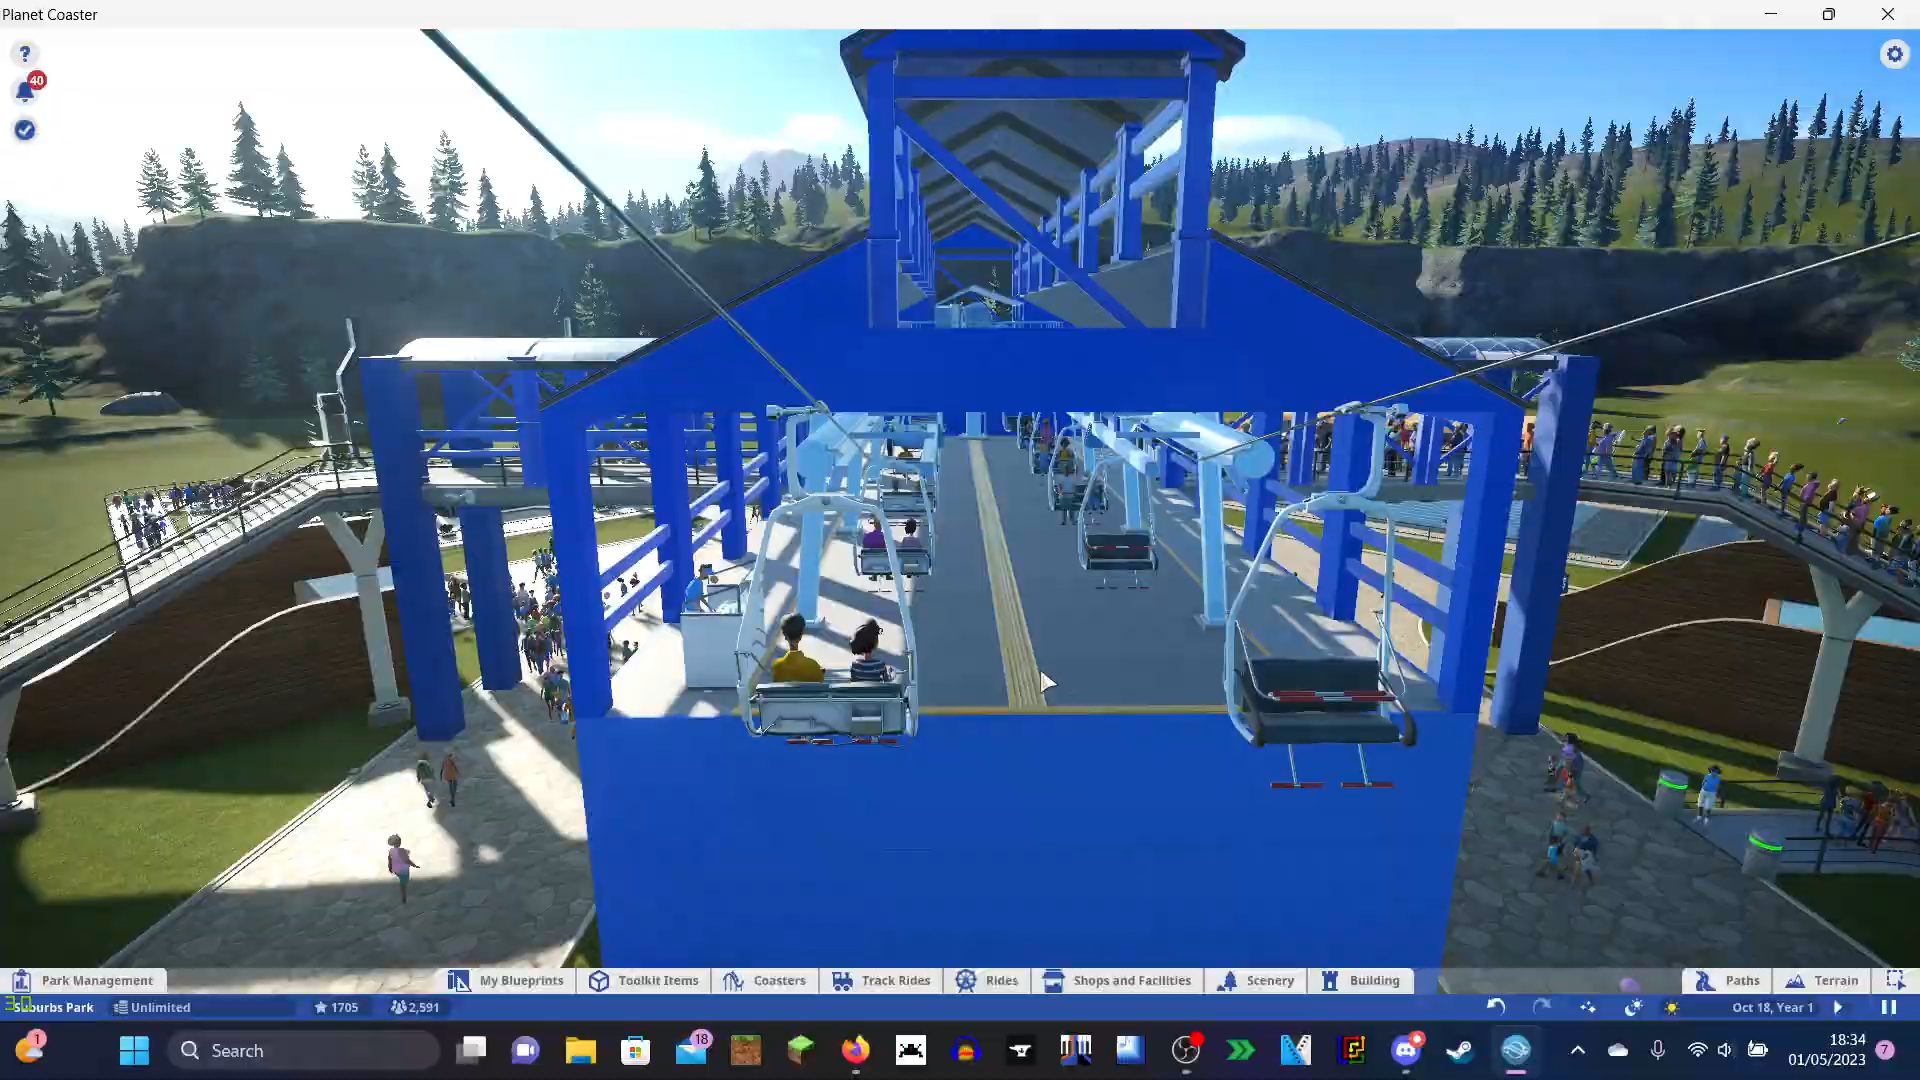 Planet Coaster
?
40
Park Management
My Blueprints
Toolkit Items
Coasters
Track Rides
Rides
Shops and Facilities
Scenery
Building
Paths
Terrain
30
Suburbs Park
Unlimited
1705
2,591
Oct 18, Year 1
1
Search
18
18:34
01/05/2023
7